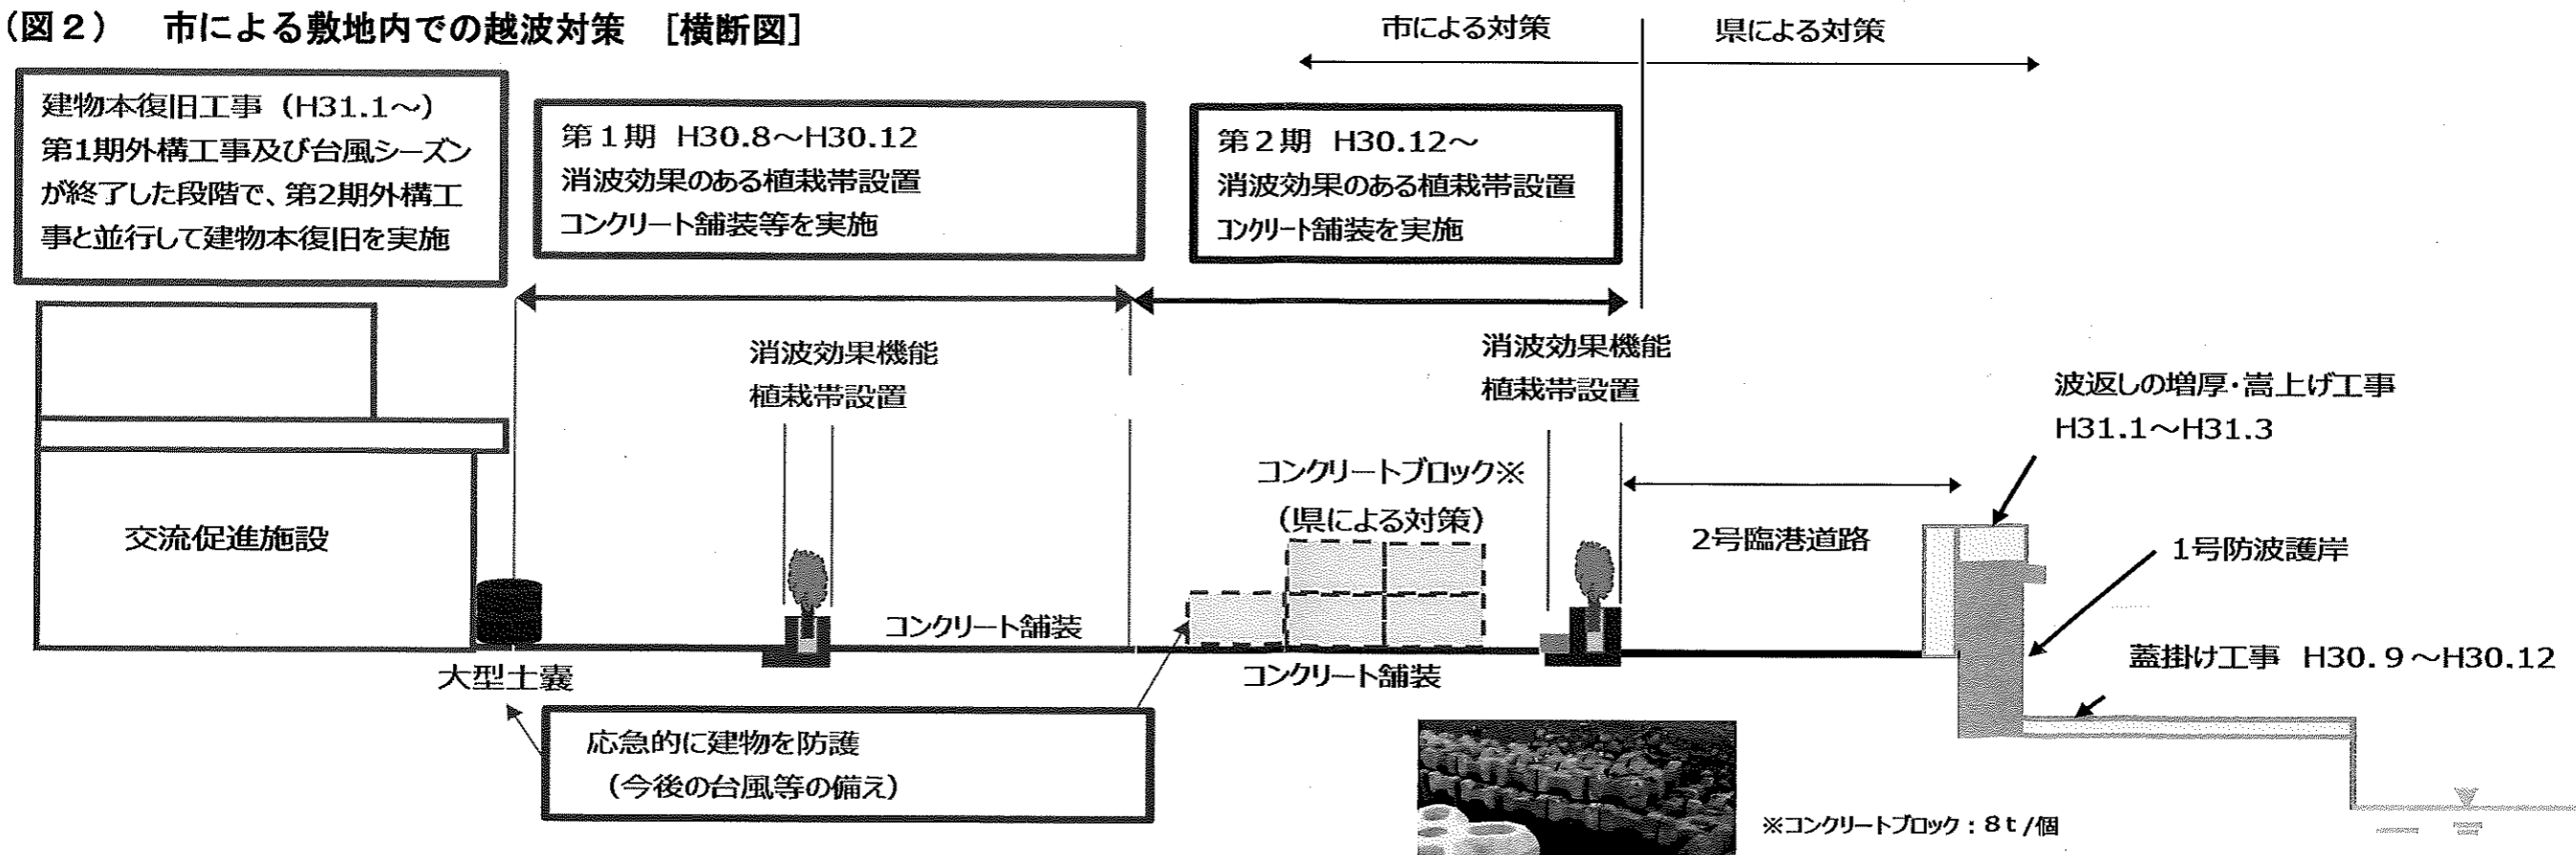 (図２)　市による敷地内での越波対策　[横断図]
市による対策
県による対策
建物本復旧工事（H31.1～）
第1期外構工事及び台風シーズン
が終了した段階で、第2期外構工
事と並行して建物本復旧を実施
第１期　H30.8～H30.12
消波効果のある植栽帯設置
コンクリート舗装等を実施
第２期　H30.12～
消波効果のある植栽帯設置
コンクリート舗装を実施
消波効果機能
植栽帯設置
消波効果機能
植栽帯設置
波返しの増厚・嵩上げ工事
H31.1～H31.3
コンクリートブロック※
（県による対策）
交流促進施設
2号臨港道路
1号防波護岸
コンクリート舗装
蓋掛け工事　H30.9～H30.12
大型土嚢
コンクリート舗装
応急的に建物を防護
（今後の台風等の備え）
※コンクリートブロック：8ｔ/個